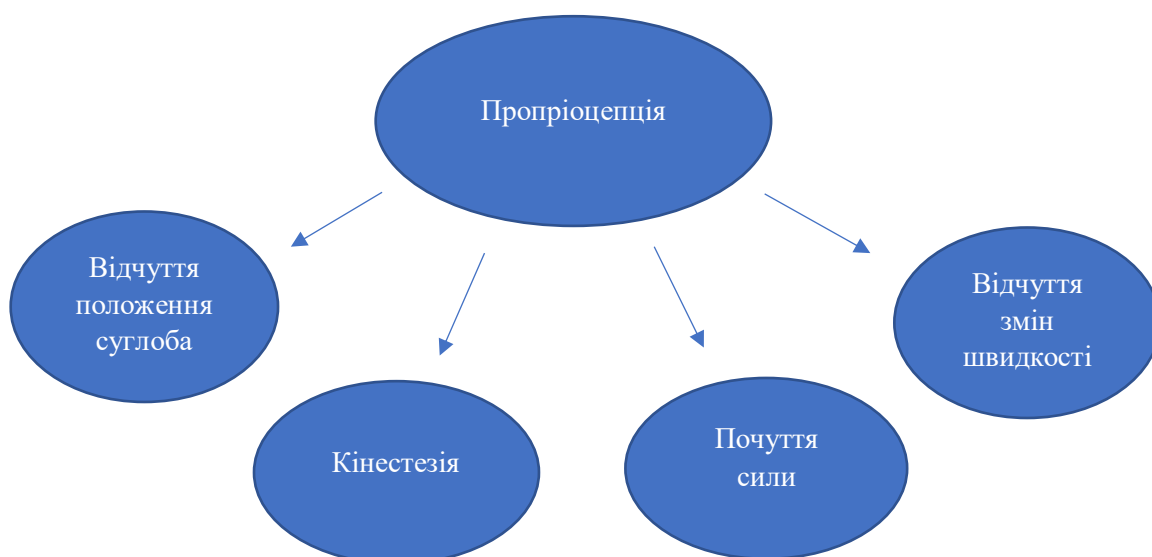 Пропріоцепція
Відчуття
положення
суглоба
Кінестезія
Почуття
сили
Відчуття
змін
швидкості